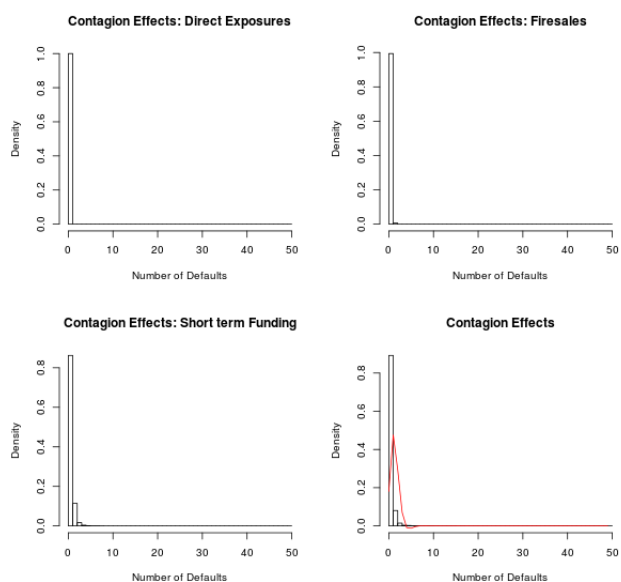 Contagion Effects: Direct Exposures
Density
0.0 0.2 0.4 0.6 0.8 1.0
0 10 20 30 40 50
Number of Defaults
Contagion Effects: Firesales
Density
0.0 0.2 0.4 0.6 0.8 1.0
0 10 20 30 40 50
Number of Defaults
Contagion Effects: Short term Funding
Density
0.0 0.2 0.4 0.6 0.8
0 10 20 30 40 50
Number of Defaults
Contagion Effects
Density
0.0 0.2 0.4 0.6 0.8
0 10 20 30 40 50
Number of Defaults